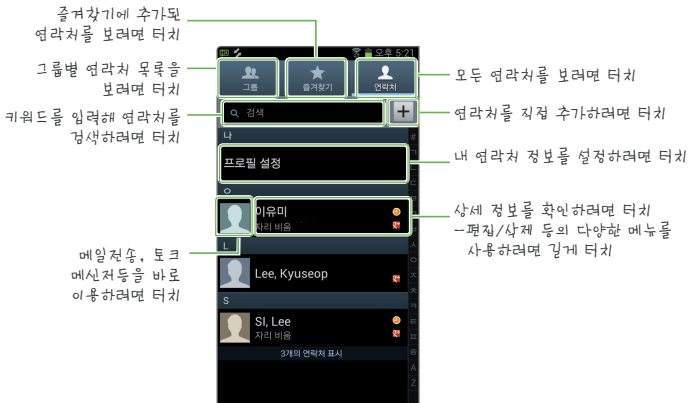 즐겨찾기에 추가된
연락처를 보려면 터치
그룹별 연락처 목록을
보려면 터치
키워드를 입력해 연락처를
검색하려면 터치
메일전송, 토크
메신저등을 바로
이용하려면 터치
오후 5:21
그룹
즐겨찾기
연락처
검색
나
프로필 설정
ㅇ
이유미
자리 비움
L
Lee, Kyuseop
S
SI, Lee
자리 비움
3개의 연락처 표시
#
ㄱ
ㄷ
ㅅ
ㅇ
ㅈ
ㅊ
ㅋ
ㅌ
ㅍ
ㅎ
A
Z
모든 연락처를 보려면 터치
연락처를 직접 추가하려면 터치
내 연락처 정보를 설정하려면 터치
상세 정보를 확인하려면 터치
-편집/삭제 등의 다양한 메뉴를
사용하려면 길게 터치